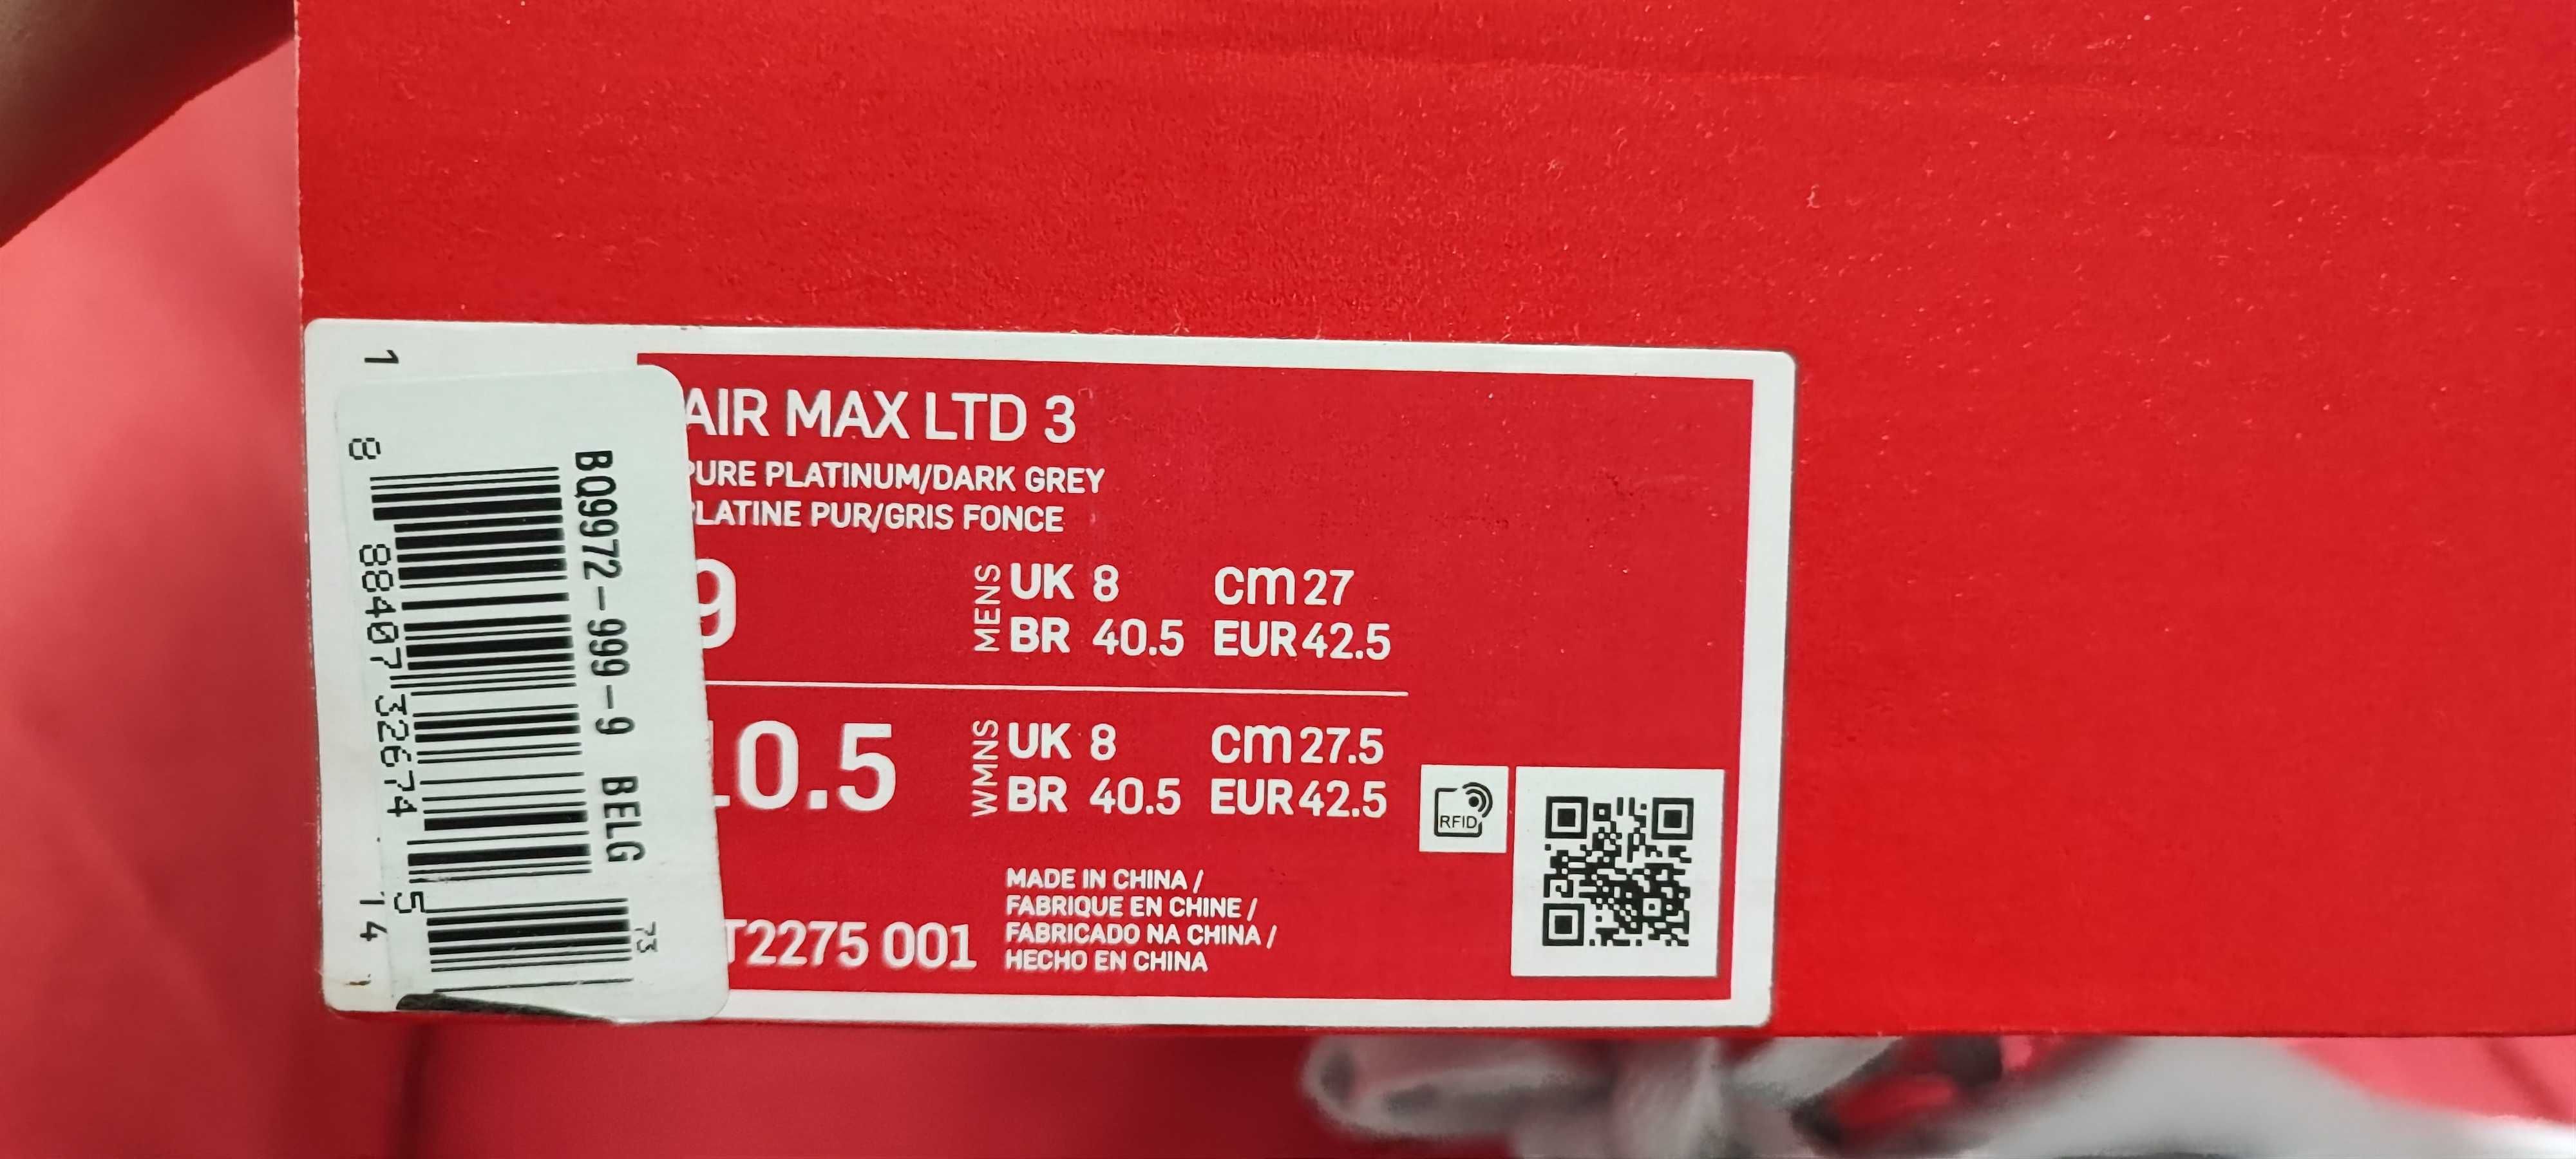 AIR MAX LTD 3
PURE PLATINUM/DARK GREY
PLATINE PUR/GRIS FONCE
9
MENS
UK 8 cm 27
BR 40.5 EUR 42.5
10.5
WMNS
UK 8 cm 27.5
BR 40.5 EUR 42.5
T2275 001
MADE IN CHINA /
FABRIQUE EN CHINE /
FABRICADO NA CHINA /
HECHO EN CHINA
RFID
BQ9972-999-9 BELG
73
8 88407 32674 5
1
14